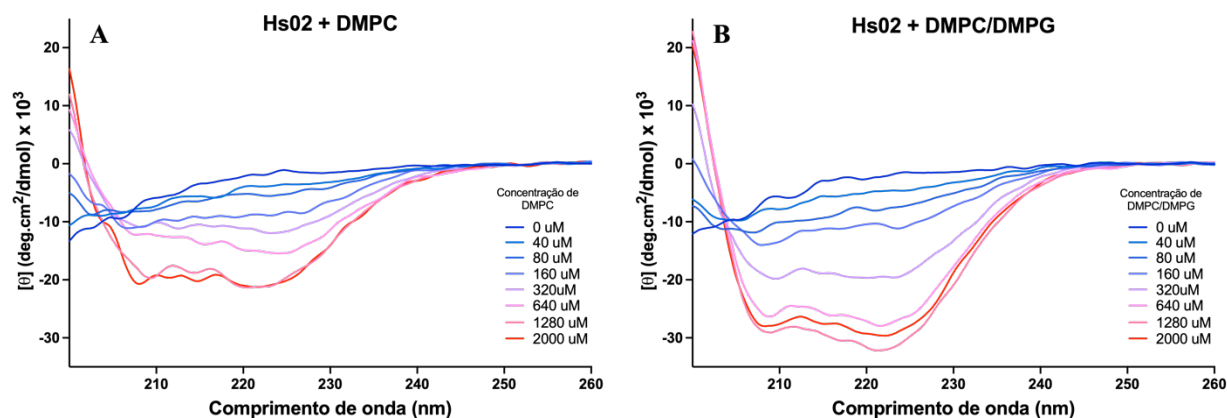 A
Hs02 + DMPC
[θ] (deg.cm²/dmol) x 10³
20
10
0
-10
-20
-30
210
220
230
240
250
260
Comprimento de onda (nm)
Concentração de
DMPC
0 uM
40 uM
80 uM
160 uM
320uM
640 uM
1280 uM
2000 uM
B
Hs02 + DMPC/DMPG
[θ] (deg.cm²/dmol) x 10³
20
10
0
-10
-20
-30
210
220
230
240
250
260
Comprimento de onda (nm)
Concentração de
DMPC/DMPG
0 uM
40 uM
80 uM
160 uM
320uM
640 uM
1280 uM
2000 uM